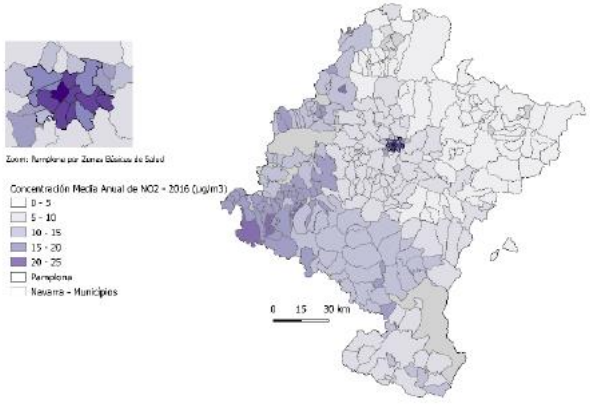 Zoom: Pamplona por Zonas Básicas de Salud
Concentración Media Anual de NO2 - 2016 (µg/m3)
0 - 5
5 - 10
10 - 15
15 - 20
20 - 25
Pamplona
Navarra - Municipios
0 15 30 km